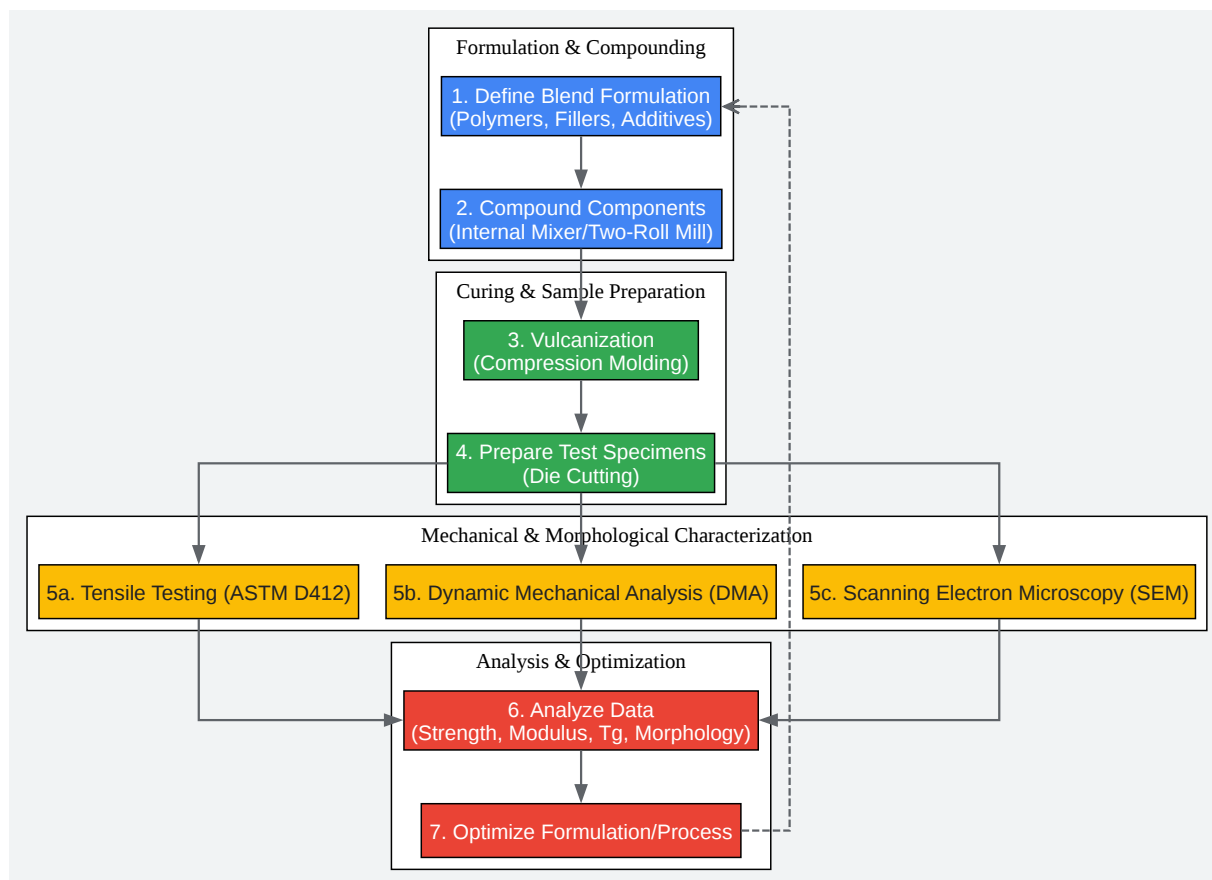 Formulation & Compounding
1. Define Blend Formulation
(Polymers, Fillers, Additives)
2. Compound Components
(Internal Mixer/Two-Roll Mill)
Curing & Sample Preparation
3. Vulcanization
(Compression Molding)
4. Prepare Test Specimens
(Die Cutting)
Mechanical & Morphological Characterization
5a. Tensile Testing (ASTM D412)
5b. Dynamic Mechanical Analysis (DMA)
5c. Scanning Electron Microscopy (SEM)
Analysis & Optimization
6. Analyze Data
(Strength, Modulus, Tg, Morphology)
7. Optimize Formulation/Process